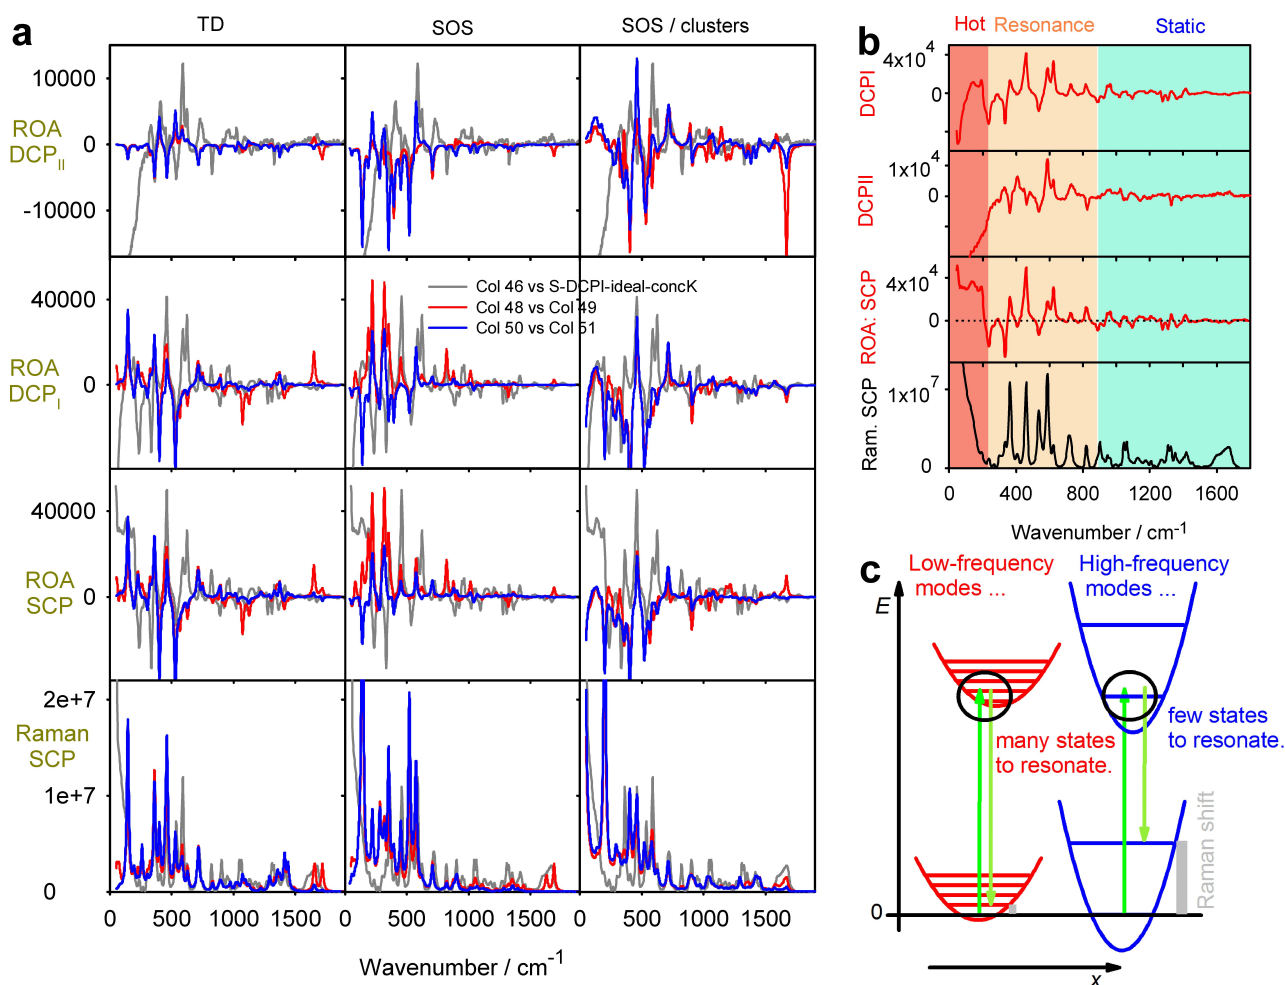 a
TD
SOS
SOS / clusters
ROA
DCPII
10000
0
-10000
ROA
DCPI
40000
0
Col 46 vs S-DCPI-ideal-concK
Col 48 vs Col 49
Col 50 vs Col 51
ROA
SCP
40000
0
Raman
SCP
2e+7
1e+7
0
0 500 1000 1500
0 500 1000 1500
0 500 1000 1500
Wavenumber / cm-1
b
Hot Resonance Static
DCPI
4x10^4
0
DCPII
1x10^4
0
ROA: SCP
4x10^4
0
Ram. SCP
1x10^7
0
0 400 800 1200 1600
Wavenumber / cm-1
c
Low-frequency
modes ...
High-frequency
modes ...
E
many states
to resonate.
few states
to resonate.
Raman shift
0
x